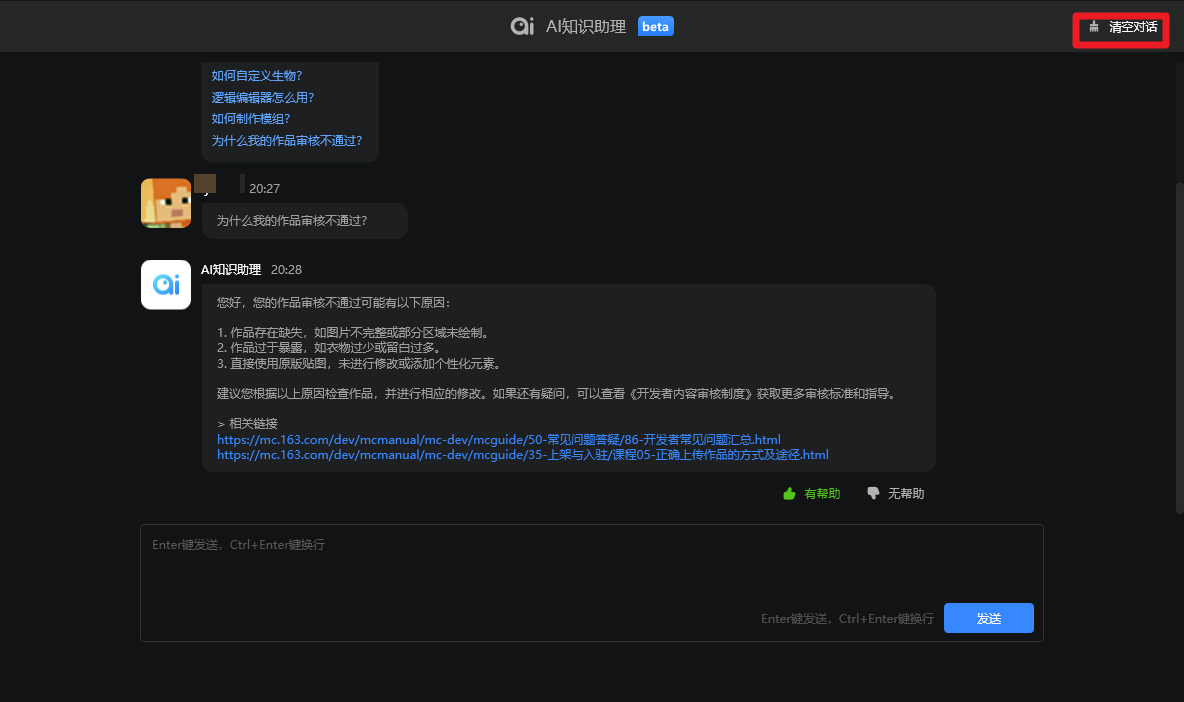 ai AI知识助理 beta
清空对话
如何自定义生物?
逻辑编辑器怎么用?
如何制作模组?
为什么我的作品审核不通过?
20:27
为什么我的作品审核不通过?
ai
AI知识助理 20:28
您好，您的作品审核不通过可能有以下原因：
1. 作品存在缺失，如图片不完整或部分区域未绘制。
2. 作品过于暴露，如衣物过少或留白过多。
3. 直接使用原版贴图，未进行修改或添加个性化元素。
建议您根据以上原因检查作品，并进行相应的修改。如果还有疑问，可以查看《开发者内容审核制度》获取更多审核标准和指导。
> 相关链接
https://mc.163.com/dev/mcmanual/mc-dev/mcguide/50-常见问题答疑/86-开发者常见问题汇总.html
https://mc.163.com/dev/mcmanual/mc-dev/mcguide/35-上架与入驻/课程05-正确上传作品的方式及途径.html
有帮助 无帮助
Enter键发送，Ctrl+Enter键换行
Enter键发送，Ctrl+Enter键换行 发送